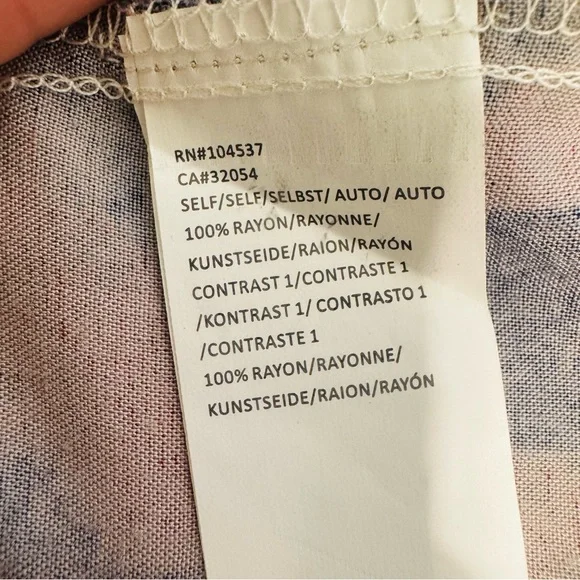 RN#104537
CA#32054
SELF/SELF/SELBST/ AUTO/ AUTO
100% RAYON/RAYONNE/
KUNSTSEIDE/RAION/RAYÓN
CONTRAST 1/CONTRASTE 1
/KONTRAST 1/ CONTRASTO 1
/CONTRASTE 1
100% RAYON/RAYONNE/
KUNSTSEIDE/RAION/RAYÓN